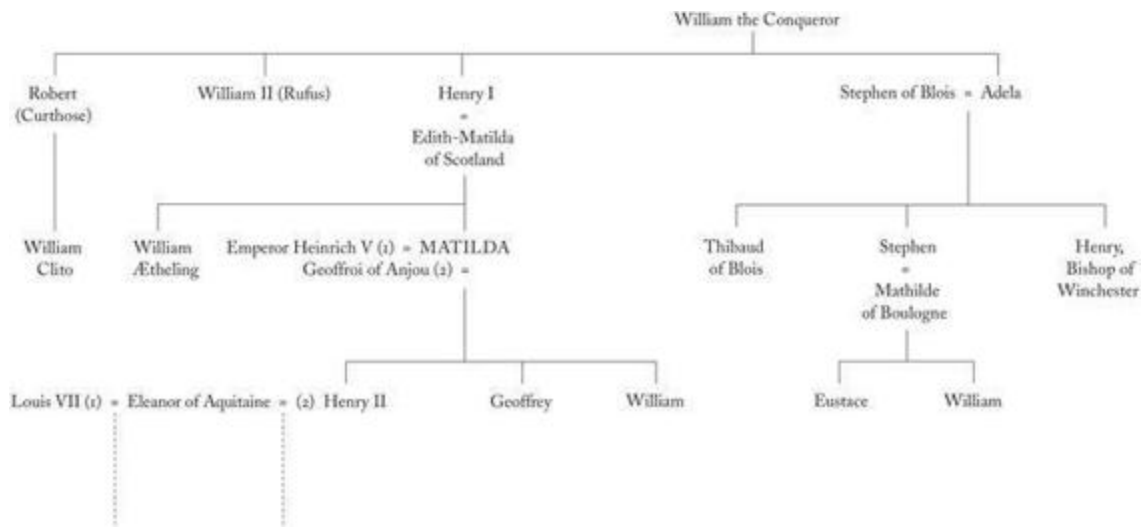 William the Conqueror
Robert
(Curthose)
William II (Rufus)
Henry I
=
Edith-Matilda
of Scotland
Stephen of Blois = Adela
William
Clito
William
Ætheling
Emperor Heinrich V (1) = MATILDA
Geoffroi of Anjou (2) =
Thibaud
of Blois
Stephen
=
Mathilde
of Boulogne
Henry,
Bishop of
Winchester
Louis VII (1) = Eleanor of Aquitaine = (2) Henry II
Geoffrey
William
Eustace
William